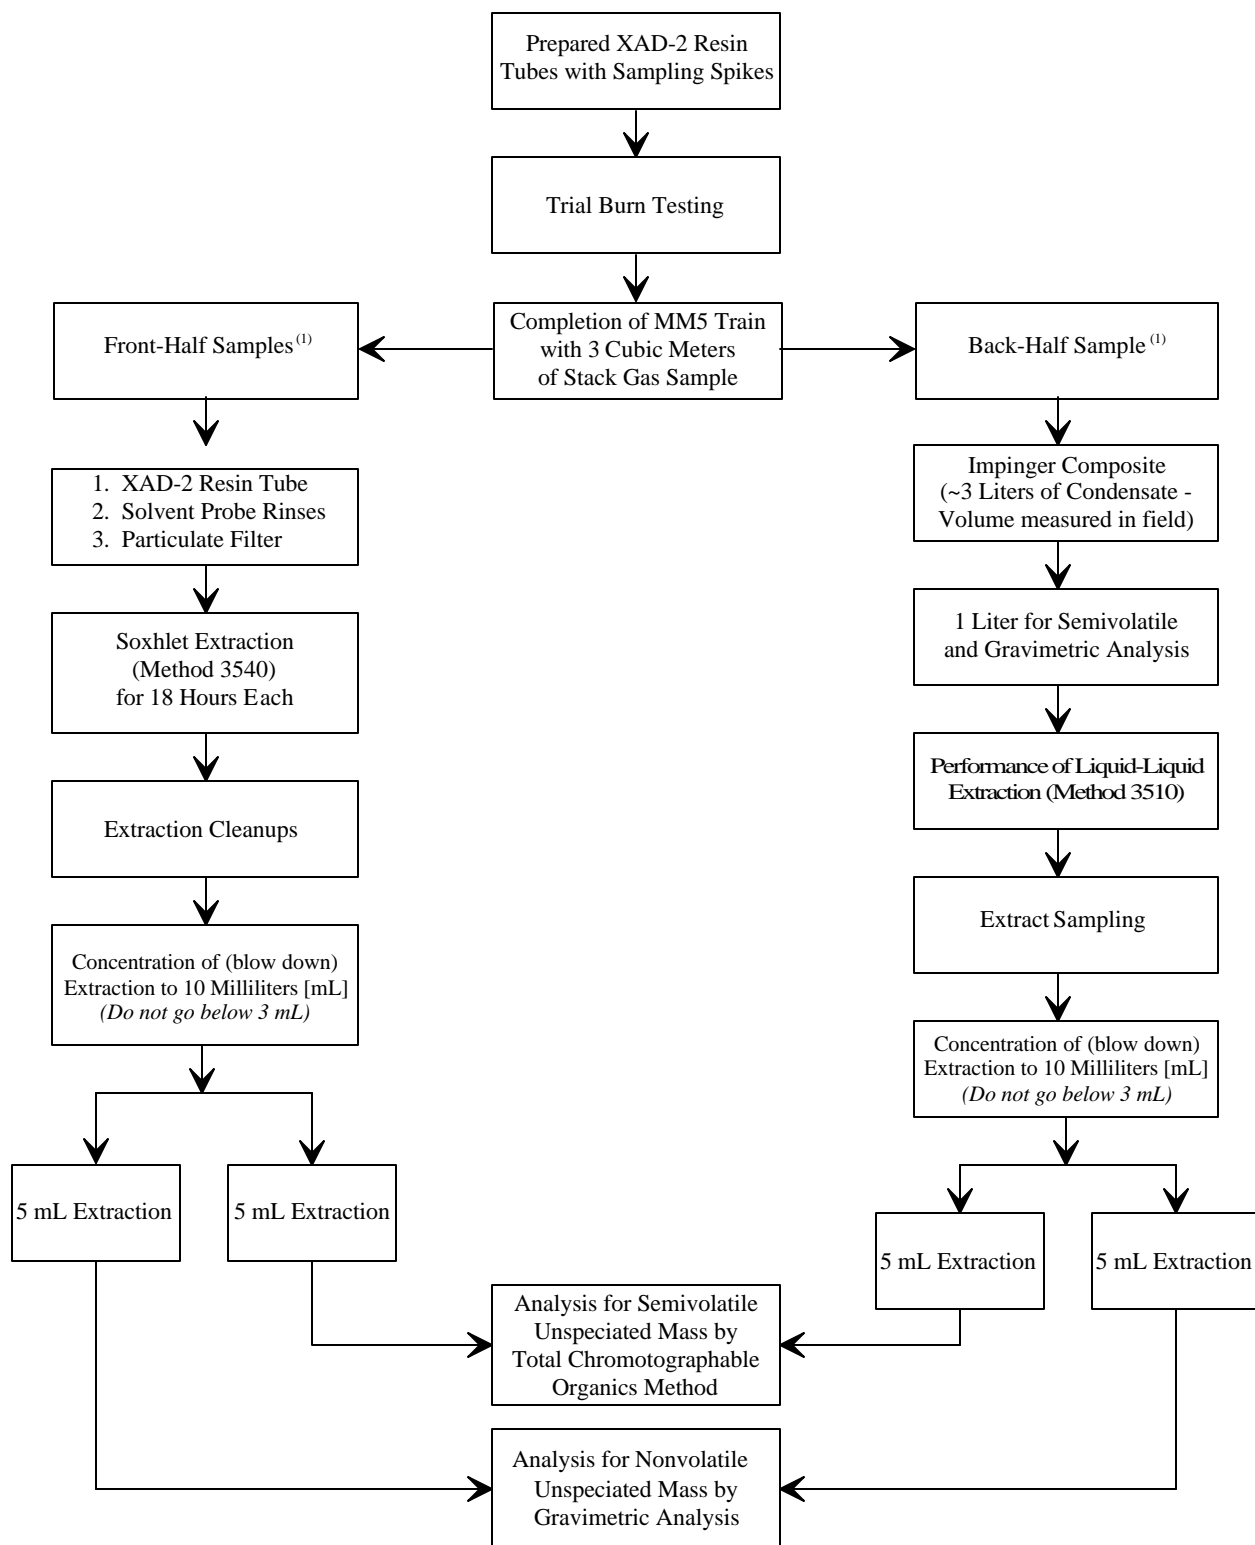 Prepared XAD-2 Resin
Tubes with Sampling Spikes
Trial Burn Testing
Completion of MM5 Train
with 3 Cubic Meters
of Stack Gas Sample
Front-Half Samples (1)
1. XAD-2 Resin Tube
2. Solvent Probe Rinses
3. Particulate Filter
Soxhlet Extraction
(Method 3540)
for 18 Hours Each
Extraction Cleanups
Concentration of (blow down)
Extraction to 10 Milliliters [mL]
(Do not go below 3 mL)
5 mL Extraction
5 mL Extraction
Back-Half Sample (1)
Impinger Composite
(~3 Liters of Condensate -
Volume measured in field)
1 Liter for Semivolatile
and Gravimetric Analysis
Performance of Liquid-Liquid
Extraction (Method 3510)
Extract Sampling
Concentration of (blow down)
Extraction to 10 Milliliters [mL]
(Do not go below 3 mL)
5 mL Extraction
5 mL Extraction
Analysis for Semivolatile
Unspeciated Mass by
Total Chromotographable
Organics Method
Analysis for Nonvolatile
Unspeciated Mass by
Gravimetric Analysis